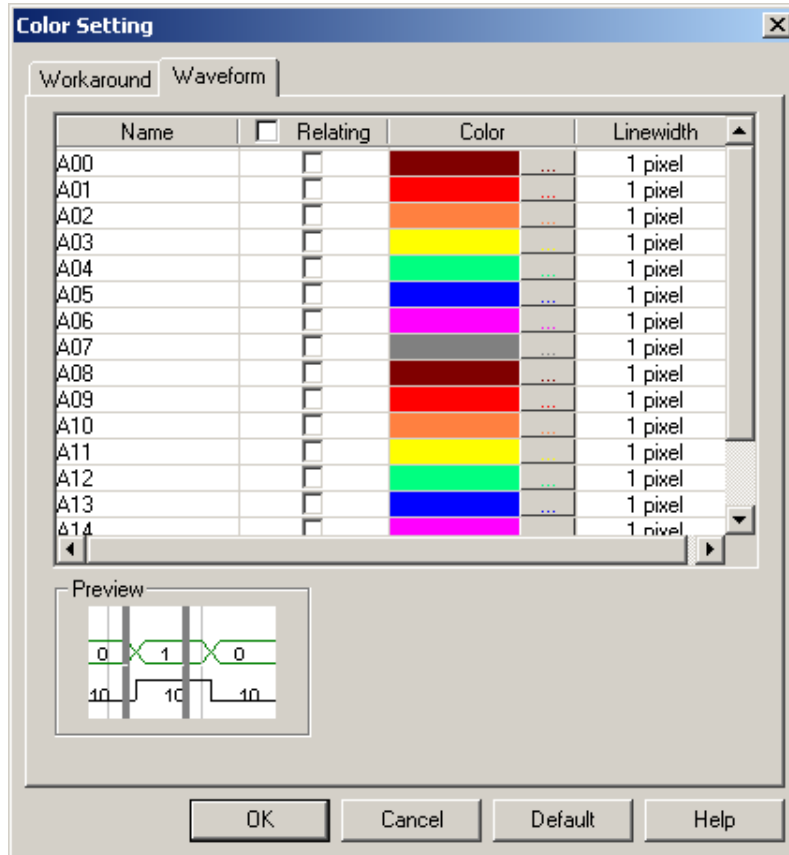 Color Setting
Workaround Waveform
Name Relating Color Linewidth
A00 ... 1 pixel
A01 ... 1 pixel
A02 ... 1 pixel
A03 ... 1 pixel
A04 ... 1 pixel
A05 ... 1 pixel
A06 ... 1 pixel
A07 ... 1 pixel
A08 ... 1 pixel
A09 ... 1 pixel
A10 ... 1 pixel
A11 ... 1 pixel
A12 ... 1 pixel
A13 ... 1 pixel
A14 1 pixel
Preview
0 1 0
10 10 10
OK Cancel Default Help